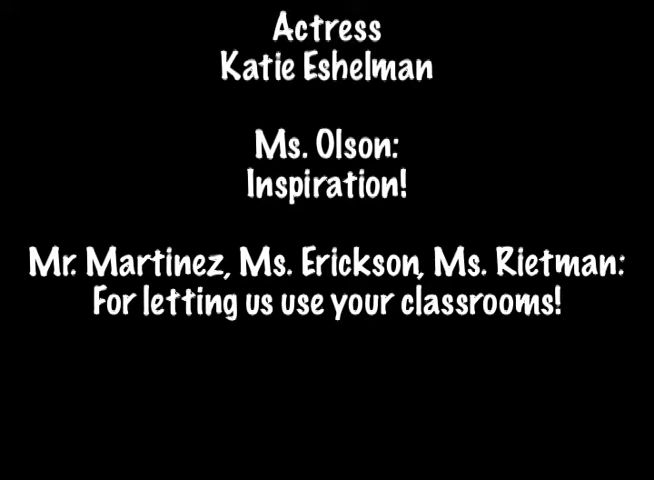 Actress
Katie Eshelman
Ms. Olson:
Inspiration!
Mr. Martinez, Ms. Erickson, Ms. Rietman:
For letting us use your classrooms!